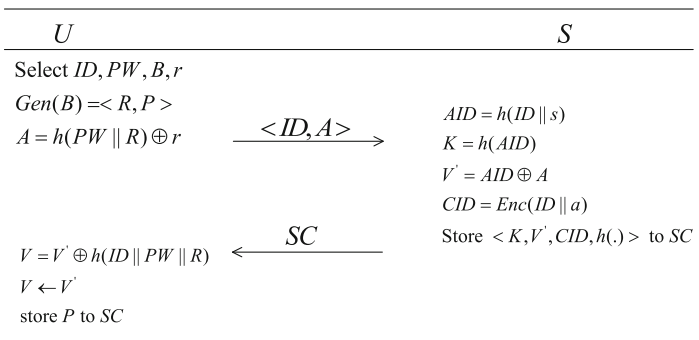 U S
Select ID, PW, B, r
Gen(B) =< R, P >
A = h(PW || R) ⊕ r
< ID, A >
AID = h(ID || s)
K = h(AID)
V' = AID ⊕ A
CID = Enc(ID || a)
Store < K, V', CID, h(.) > to SC
SC
V = V' ⊕ h(ID || PW || R)
V ← V'
store P to SC